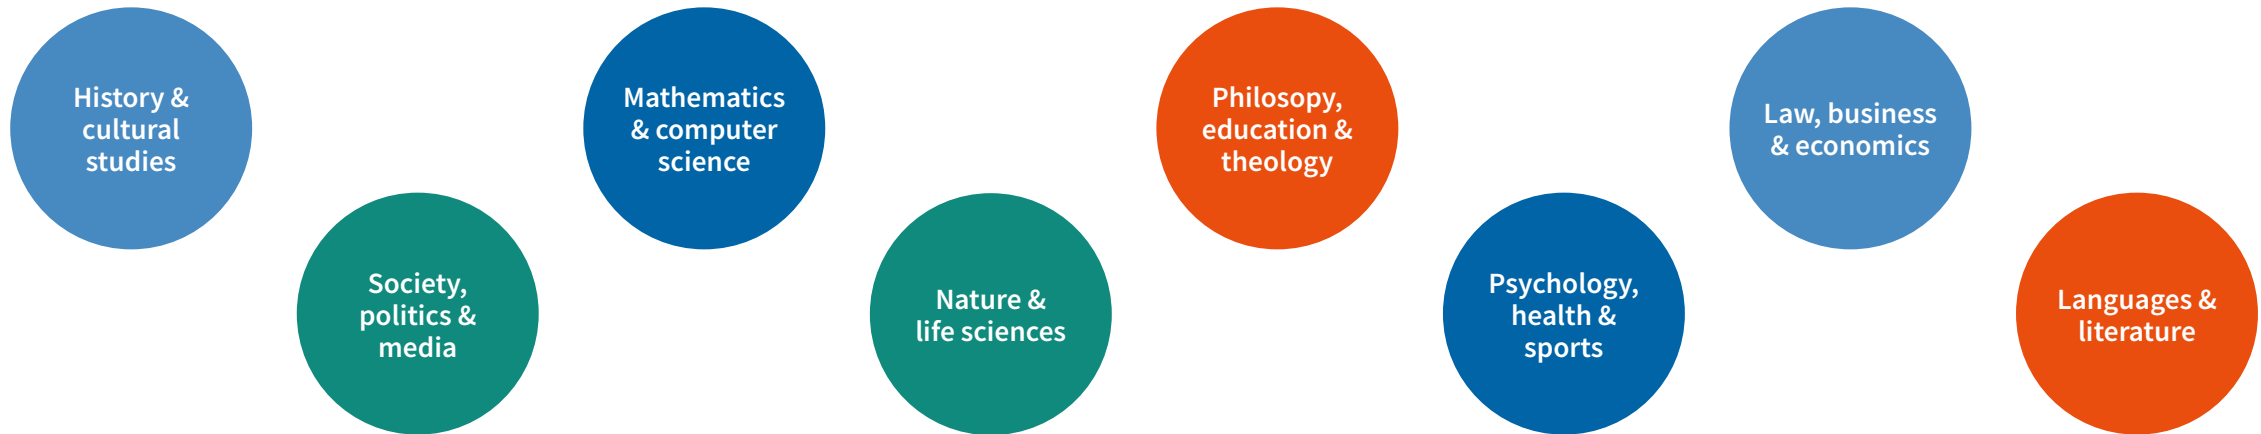 History &
cultural
studies
Society,
politics &
media
Mathematics
& computer
science
Nature &
life sciences
Philosopy,
education &
theology
Psychology,
health &
sports
Law, business
& economics
Languages &
literature